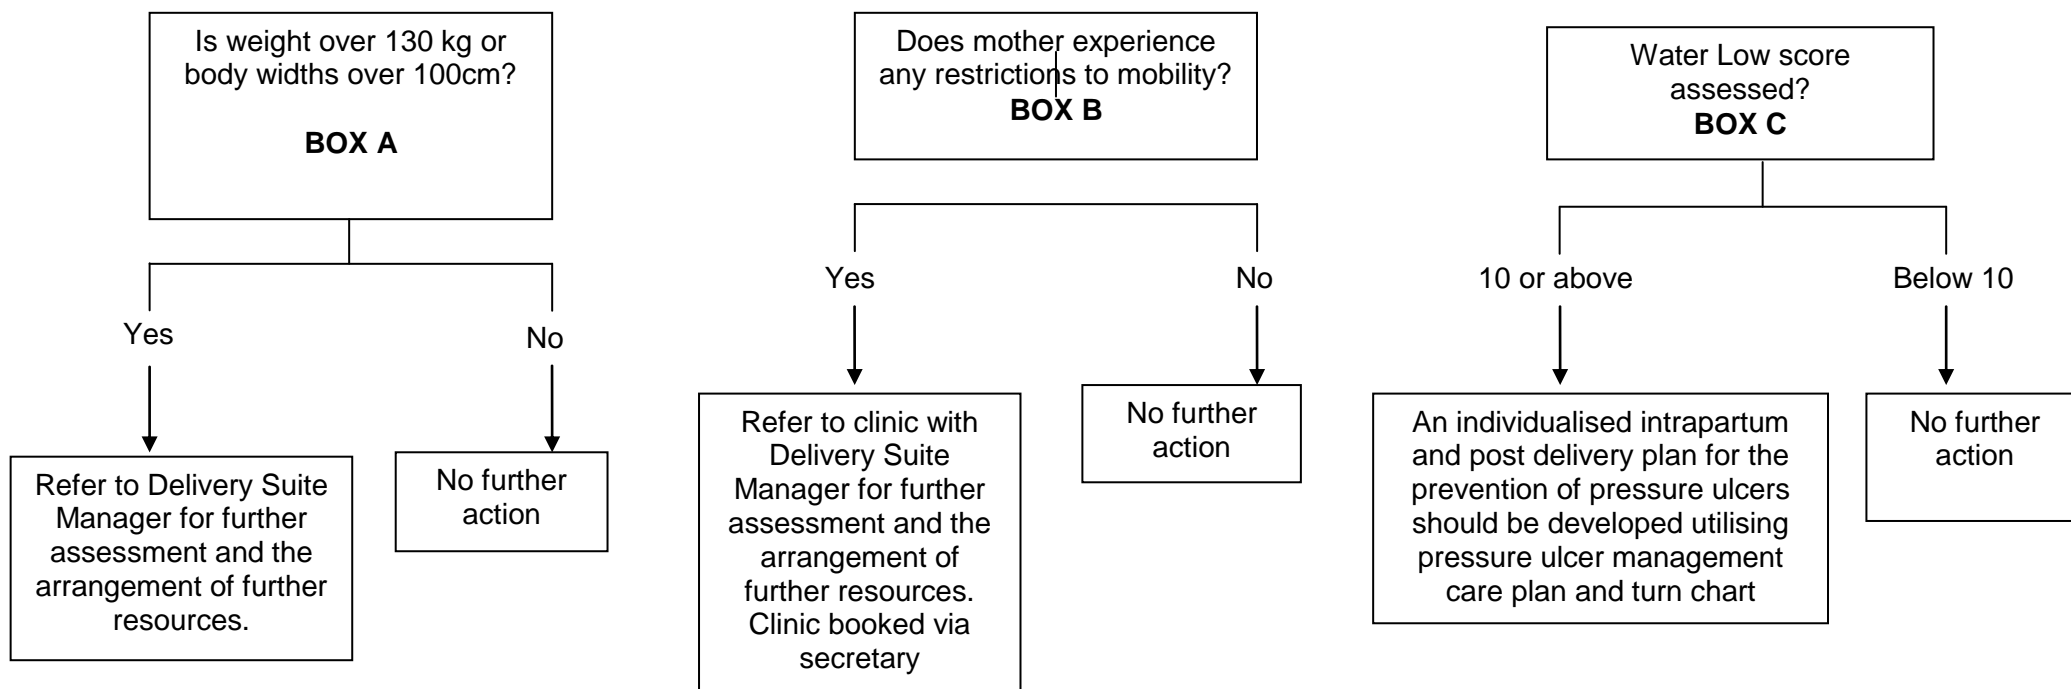 Is weight over 130 kg or
body widths over 100cm?
BOX A
Yes
No
Refer to Delivery Suite
Manager for further
assessment and the
arrangement of further
resources.
No further
action
Does mother experience
any restrictions to mobility?
BOX B
Yes
No
Refer to clinic with
Delivery Suite
Manager for further
assessment and the
arrangement of
further resources.
Clinic booked via
secretary
No further
action
Water Low score
assessed?
BOX C
10 or above
Below 10
An individualised intrapartum
and post delivery plan for the
prevention of pressure ulcers
should be developed utilising
pressure ulcer management
care plan and turn chart
No further
action